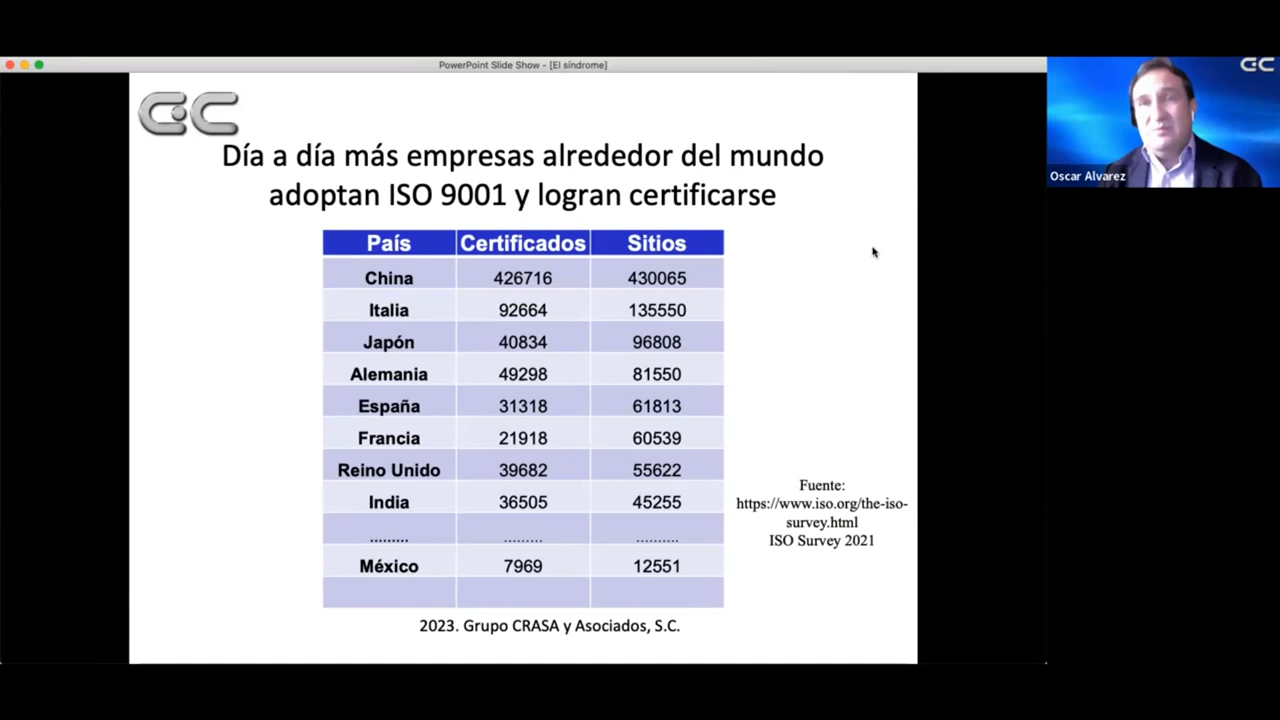 PowerPoint Slide Show - [El síndrome]
GC
GC
Oscar Alvarez
Día a día más empresas alrededor del mundo
adoptan ISO 9001 y logran certificarse
País Certificados Sitios
China 426716 430065
Italia 92664 135550
Japón 40834 96808
Alemania 49298 81550
España 31318 61813
Francia 21918 60539
Reino Unido 39682 55622
India 36505 45255
......... ......... ..........
México 7969 12551
Fuente:
https://www.iso.org/the-iso-
survey.html
ISO Survey 2021
2023. Grupo CRASA y Asociados, S.C.